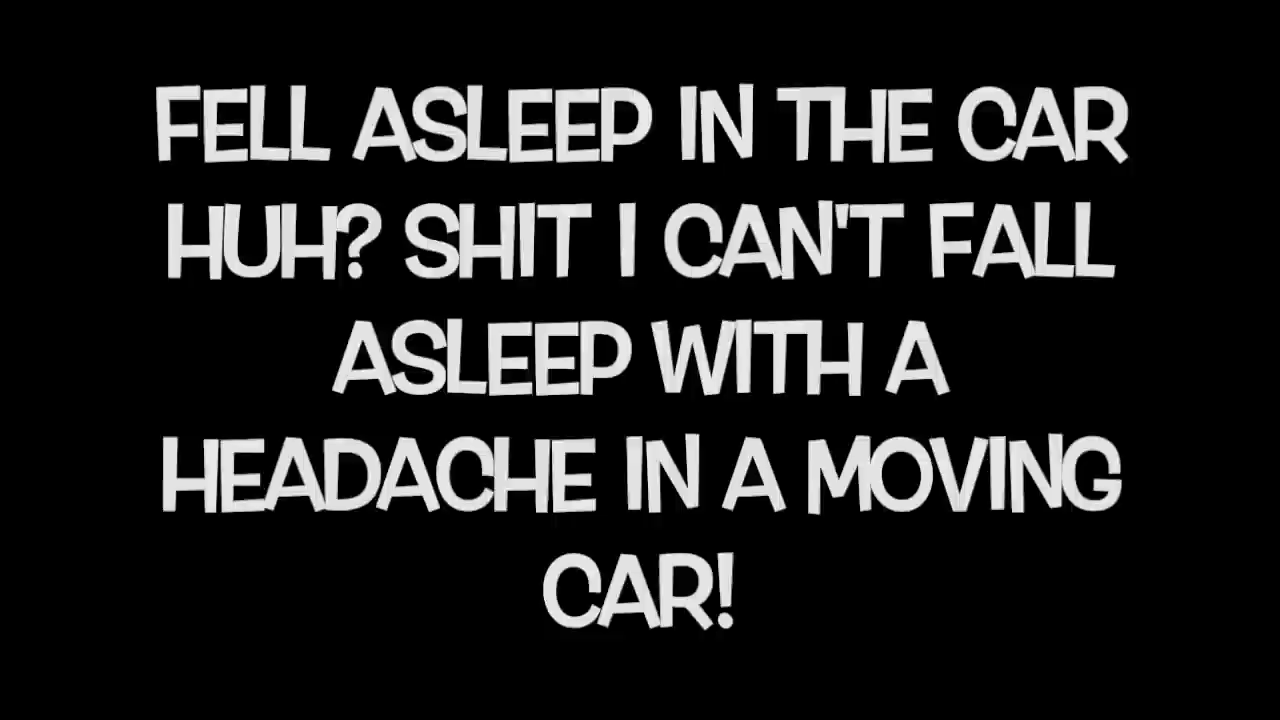 FELL ASLEEP IN THE CAR
HUH? SHIT I CAN'T FALL
ASLEEP WITH A
HEADACHE IN A MOVING
CAR!